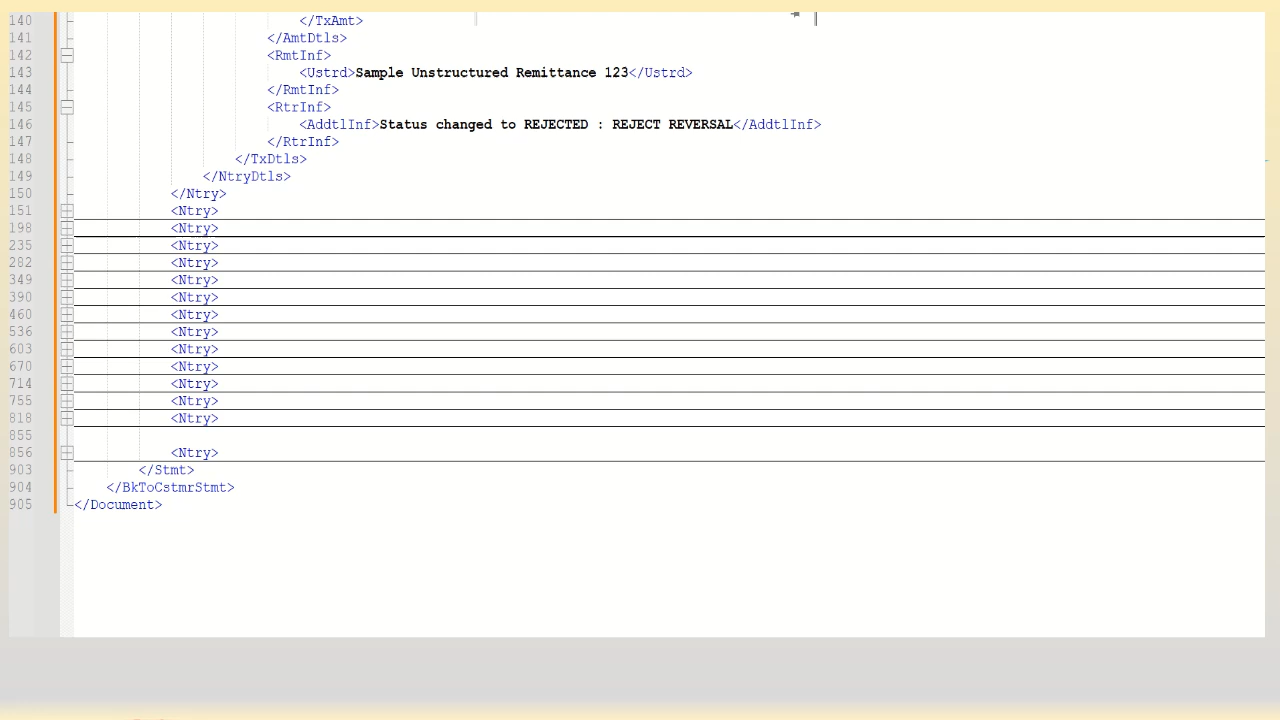 140 </TxAmt>
141 </AmtDtls>
142 <RmtInf>
143 <Ustrd>Sample Unstructured Remittance 123</Ustrd>
144 </RmtInf>
145 <RtrInf>
146 <AddtlInf>Status changed to REJECTED : REJECT REVERSAL</AddtlInf>
147 </RtrInf>
148 </TxDtls>
149 </NtryDtls>
150 </Ntry>
151 <Ntry>
198 <Ntry>
235 <Ntry>
282 <Ntry>
349 <Ntry>
390 <Ntry>
460 <Ntry>
536 <Ntry>
603 <Ntry>
670 <Ntry>
714 <Ntry>
755 <Ntry>
818 <Ntry>
855
856 <Ntry>
903 </Stmt>
904 </BkToCstmrStmt>
905 </Document>